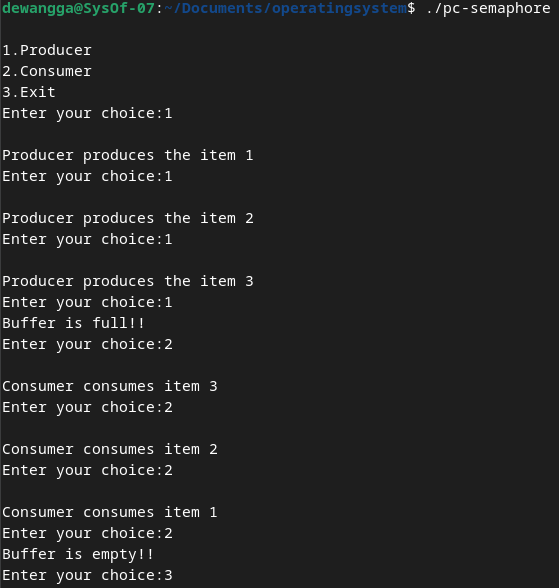 dewangga@SysOf-07:~/Documents/operatingsystem$ ./pc-semaphore
1.Producer
2.Consumer
3.Exit
Enter your choice:1
Producer produces the item 1
Enter your choice:1
Producer produces the item 2
Enter your choice:1
Producer produces the item 3
Enter your choice:1
Buffer is full!!
Enter your choice:2
Consumer consumes item 3
Enter your choice:2
Consumer consumes item 2
Enter your choice:2
Consumer consumes item 1
Enter your choice:2
Buffer is empty!!
Enter your choice:3